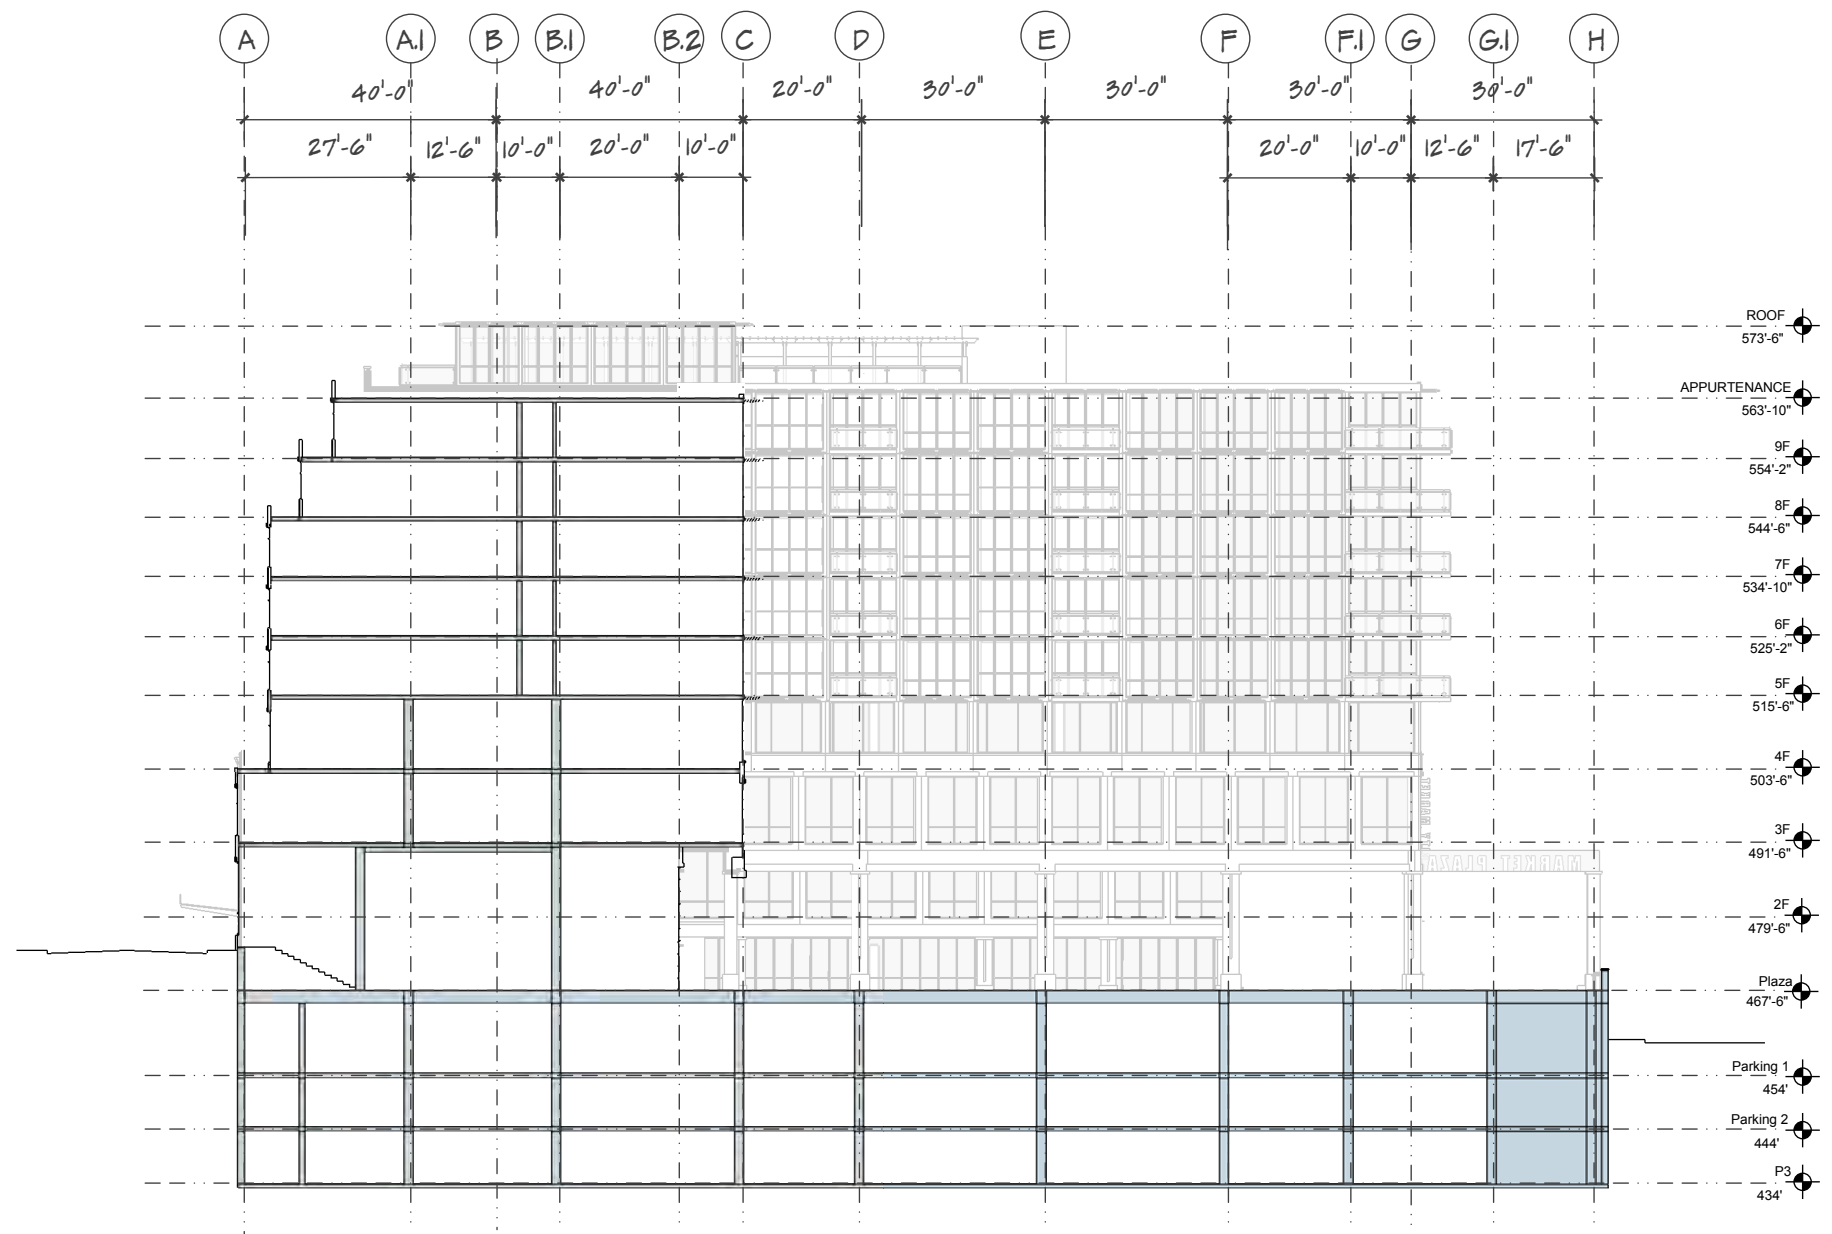 A A.1 B B.1 B.2 C D E F F.1 G G.1 H
40'-0" 40'-0" 20'-0" 30'-0" 30'-0" 30'-0" 30'-0"
27'-6" 12'-6" 10'-0" 20'-0" 10'-0" 20'-0" 10'-0" 12'-6" 17'-6"
ROOF
573'-6"
APPURTENANCE
563'-10"
9F
554'-2"
8F
544'-6"
7F
534'-10"
6F
525'-2"
5F
515'-6"
4F
503'-6"
3F
491'-6"
MARKET PLAZA
2F
479'-6"
Plaza
467'-6"
Parking 1
454'
Parking 2
444'
P3
434'